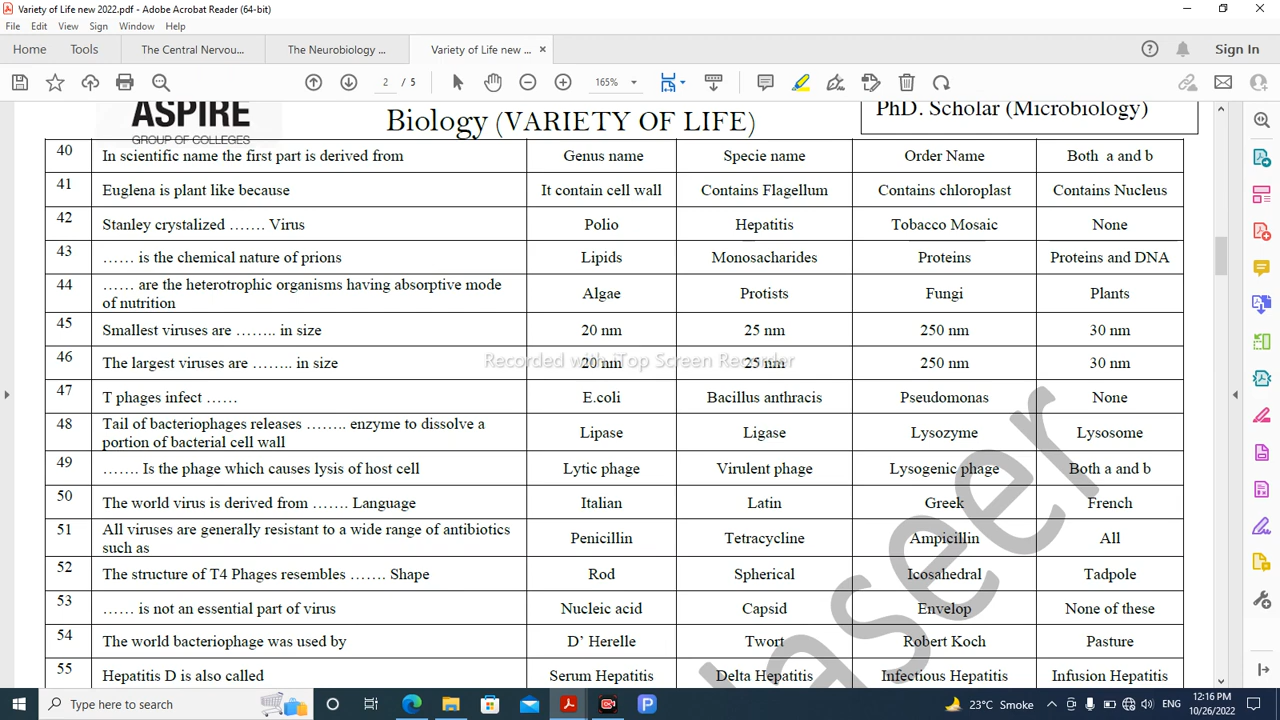 Variety of Life new 2022.pdf - Adobe Acrobat Reader (64-bit)
File Edit View Sign Window Help
Home Tools The Central Nervou... The Neurobiology ... Variety of Life new ... × Sign In
2 / 5 165%
ASPIRE
GROUP OF COLLEGES
Biology (VARIETY OF LIFE)
PhD. Scholar (Microbiology)
40 In scientific name the first part is derived from Genus name Specie name Order Name Both a and b
41 Euglena is plant like because It contain cell wall Contains Flagellum Contains chloroplast Contains Nucleus
42 Stanley crystalized ……. Virus Polio Hepatitis Tobacco Mosaic None
43 …… is the chemical nature of prions Lipids Monosacharides Proteins Proteins and DNA
44 …… are the heterotrophic organisms having absorptive mode
of nutrition Algae Protists Fungi Plants
45 Smallest viruses are …….. in size 20 nm 25 nm 250 nm 30 nm
46 The largest viruses are …….. in size 20 nm 25 nm 250 nm 30 nm
Recorded with iTop Screen Recorder
47 T phages infect …… E.coli Bacillus anthracis Pseudomonas None
48 Tail of bacteriophages releases …….. enzyme to dissolve a
portion of bacterial cell wall Lipase Ligase Lysozyme Lysosome
49 ……. Is the phage which causes lysis of host cell Lytic phage Virulent phage Lysogenic phage Both a and b
50 The world virus is derived from ……. Language Italian Latin Greek French
51 All viruses are generally resistant to a wide range of antibiotics
such as Penicillin Tetracycline Ampicillin All
52 The structure of T4 Phages resembles ……. Shape Rod Spherical Icosahedral Tadpole
53 …… is not an essential part of virus Nucleic acid Capsid Envelop None of these
54 The world bacteriophage was used by D’ Herelle Twort Robert Koch Pasture
55 Hepatitis D is also called Serum Hepatitis Delta Hepatitis Infectious Hepatitis Infusion Hepatitis
Type here to search 23°C Smoke ENG 12:16 PM
10/26/2022